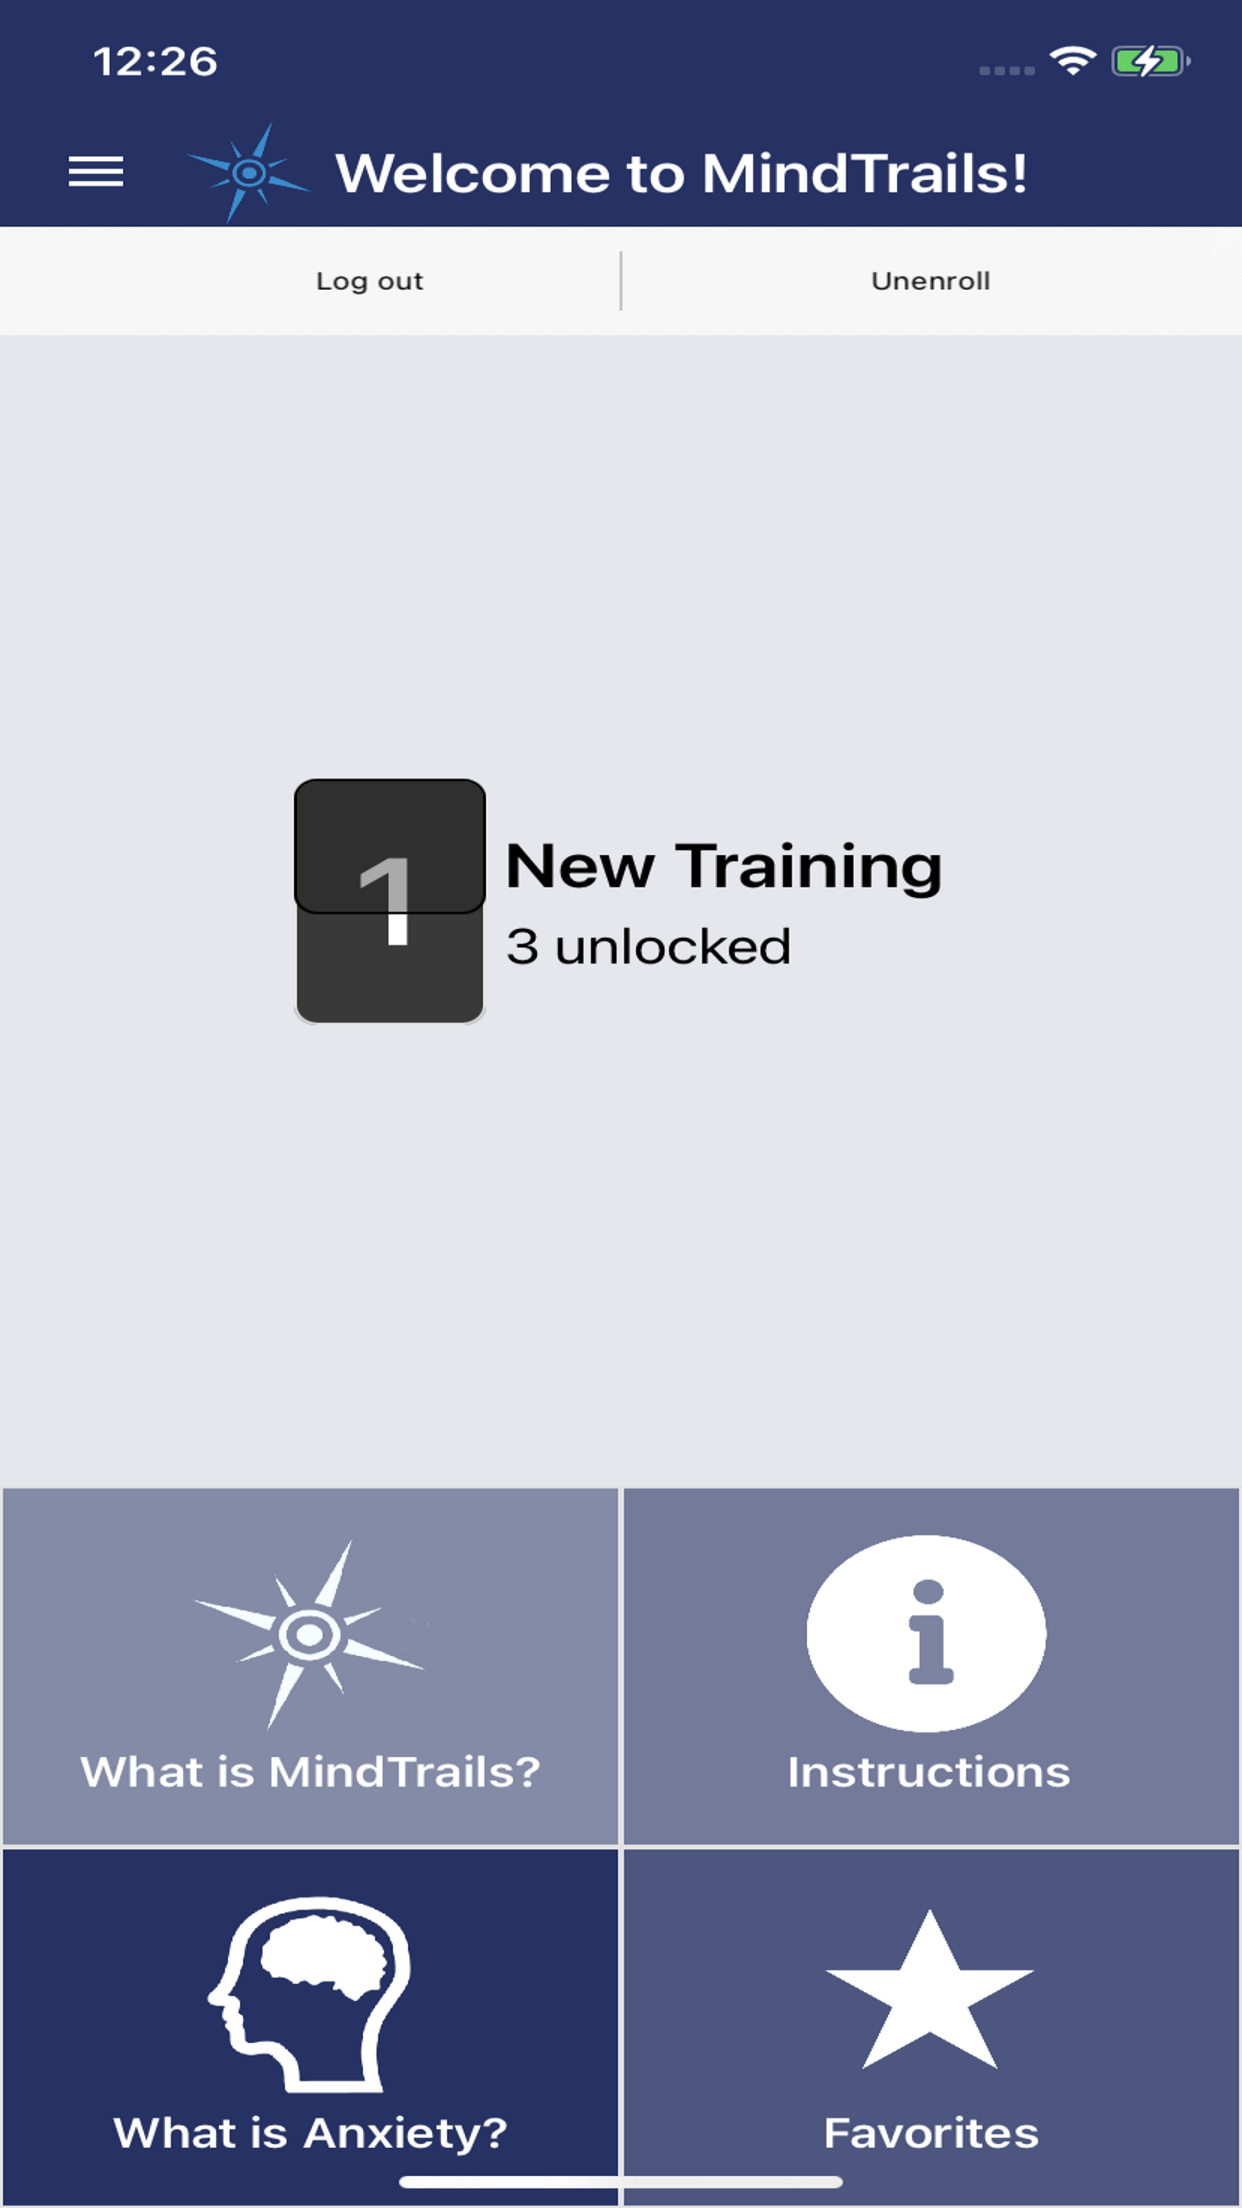 12:26
Welcome to MindTrails!
Log out
Unenroll
1
New Training
3 unlocked
What is MindTrails?
Instructions
What is Anxiety?
Favorites